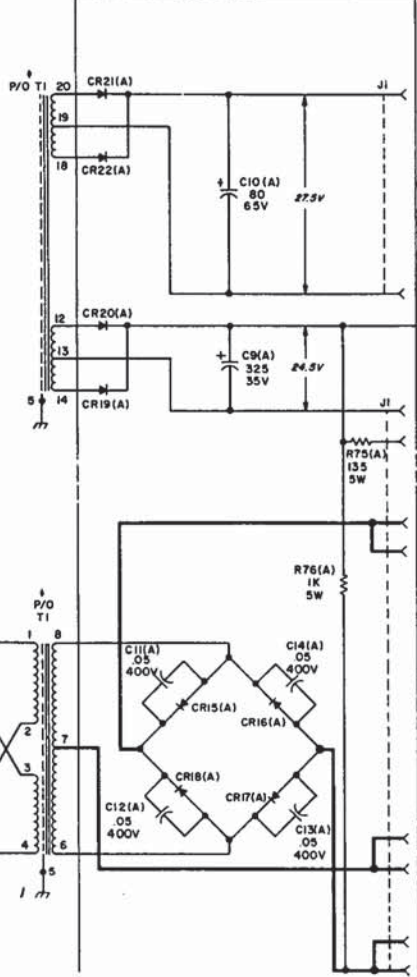 P/O T1
20
19
18
CR21(A)
CR22(A)
C10(A)
80
65V
+
27.5V
J1
12
13
14
5
CR20(A)
CR19(A)
+
C9(A)
325
35V
24.5V
J1
R75(A)
135
5W
R76(A)
1K
5W
P/O
T1
1
2
3
4
8
7
6
5
C11(A)
.05
400V
C14(A)
.05
400V
CR15(A)
CR16(A)
CR18(A)
CR17(A)
C12(A)
.05
400V
C13(A)
.05
400V